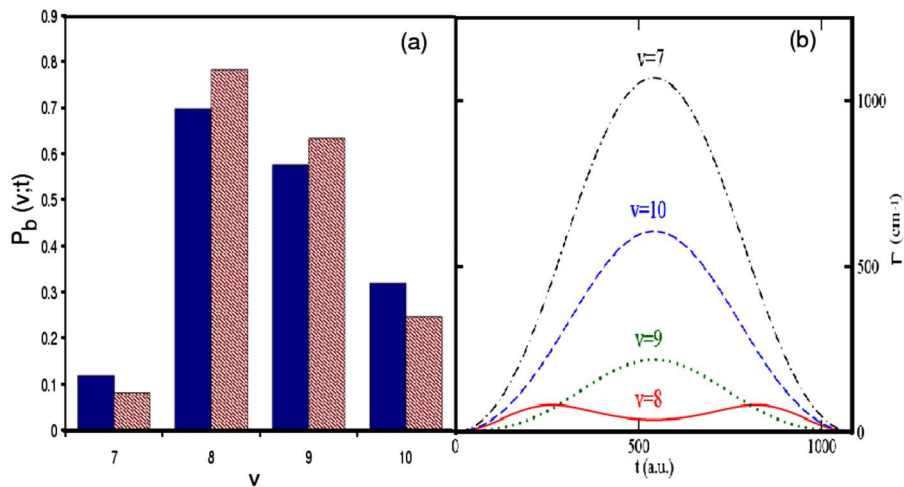 0.9
0.8
0.7
0.6
0.5
0.4
0.3
0.2
0.1
0
P_b (v;t)
7 8 9 10
v
(a)
(b)
v=7
v=10
v=9
v=8
1000
500
0
Γ (cm⁻¹)
0 500 1000
t (a.u.)